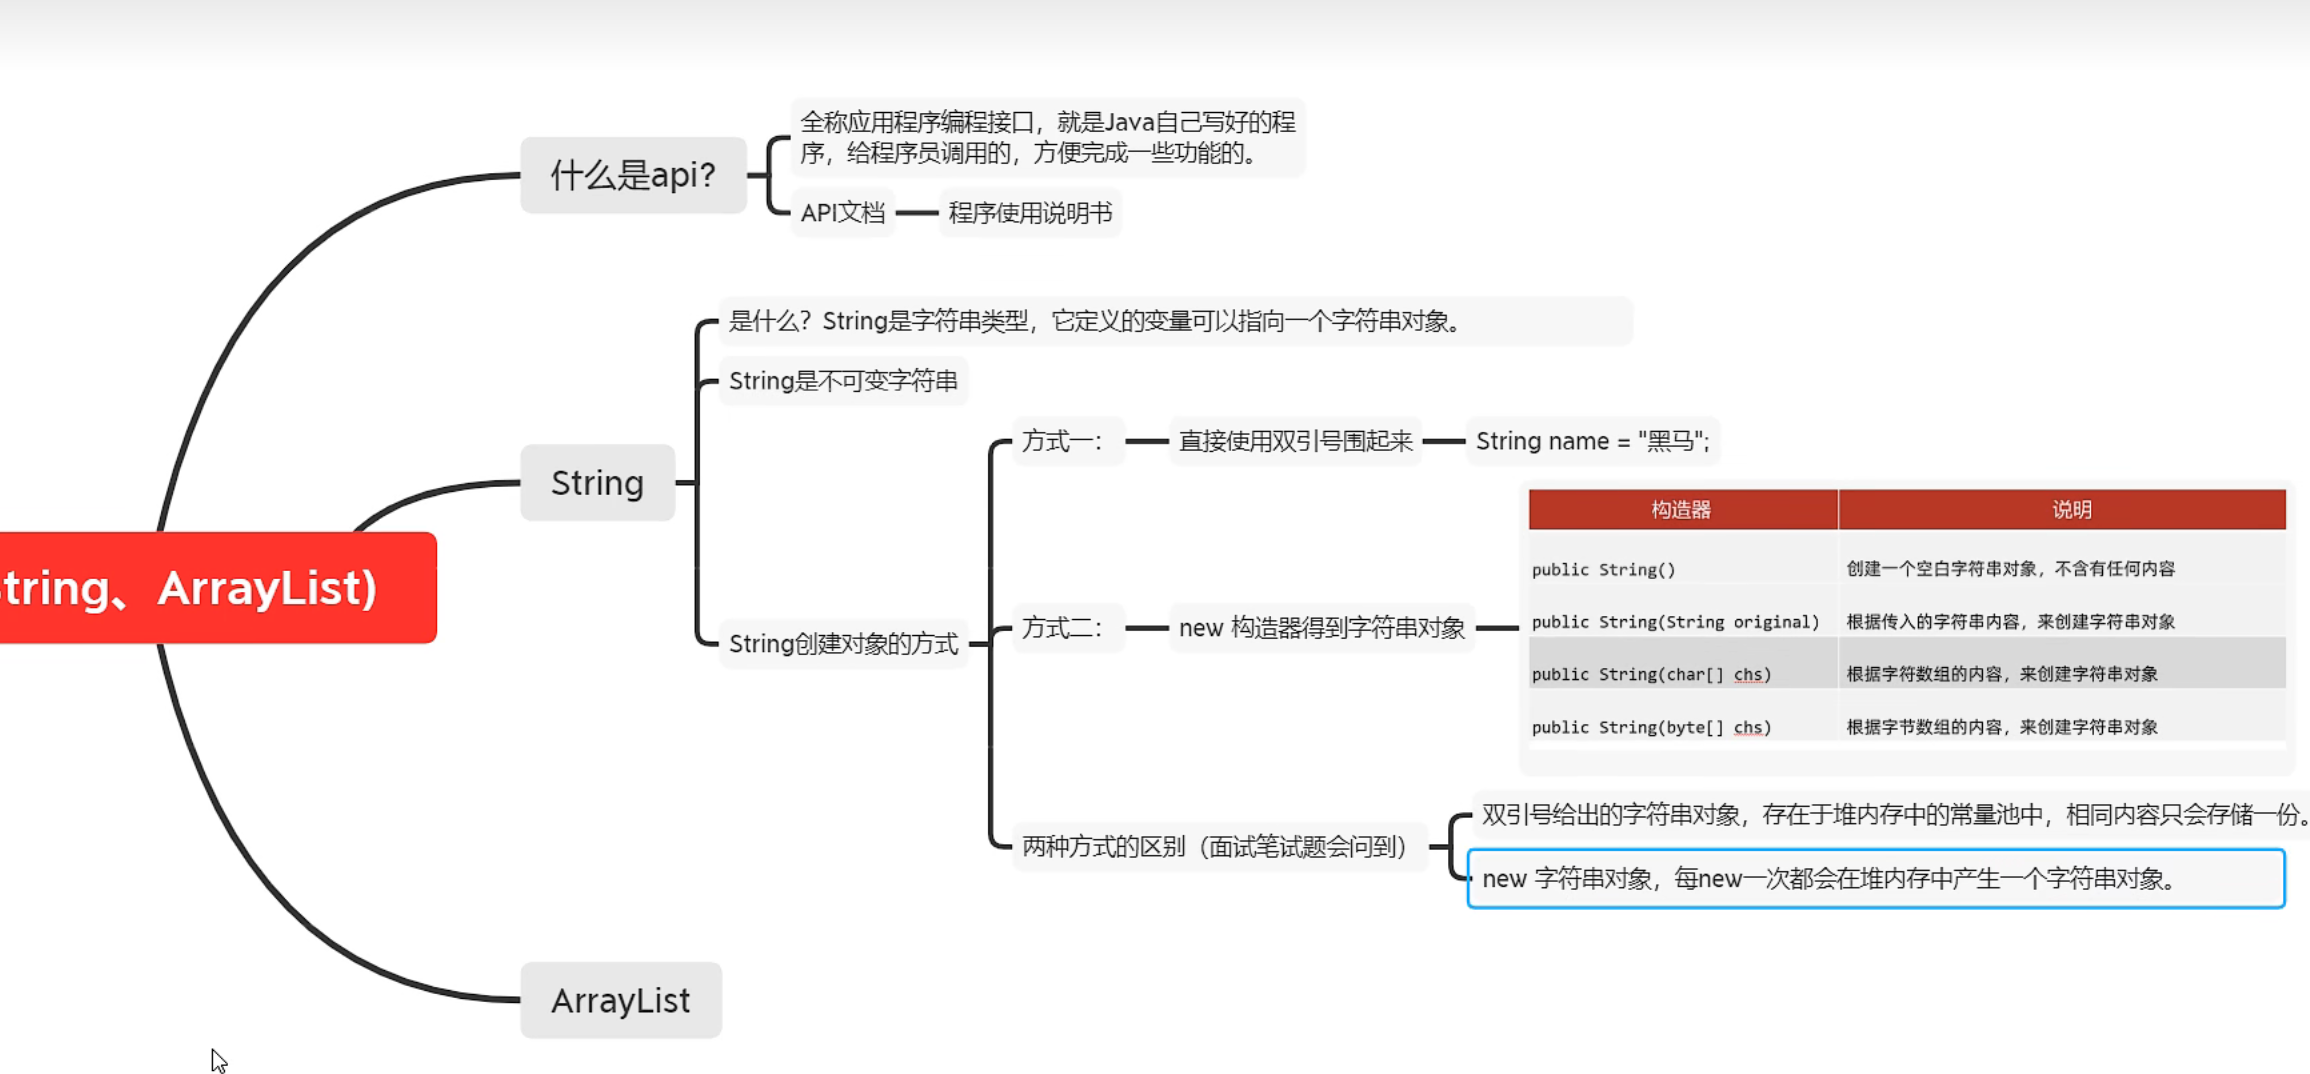 什么是api?
全称应用程序编程接口，就是Java自己写好的程
序，给程序员调用的，方便完成一些功能的。
API文档
程序使用说明书
tring、ArrayList)
String
是什么？String是字符串类型，它定义的变量可以指向一个字符串对象。
String是不可变字符串
String创建对象的方式
方式一：
直接使用双引号围起来
String name = "黑马";
方式二：
new 构造器得到字符串对象
构造器 说明
public String() 创建一个空白字符串对象，不含有任何内容
public String(String original) 根据传入的字符串内容，来创建字符串对象
public String(char[] chs) 根据字符数组的内容，来创建字符串对象
public String(byte[] chs) 根据字节数组的内容，来创建字符串对象
两种方式的区别（面试笔试题会问到）
双引号给出的字符串对象，存在于堆内存中的常量池中，相同内容只会存储一份。
new 字符串对象，每new一次都会在堆内存中产生一个字符串对象。
ArrayList